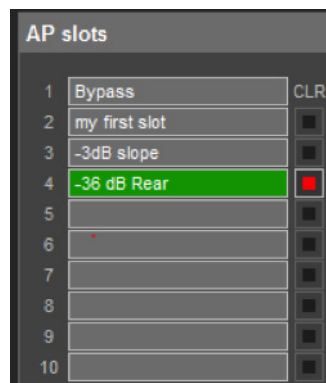 AP slots
1 Bypass CLR
2 my first slot
3 -3dB slope
4 -36 dB Rear
5
6
7
8
9
10